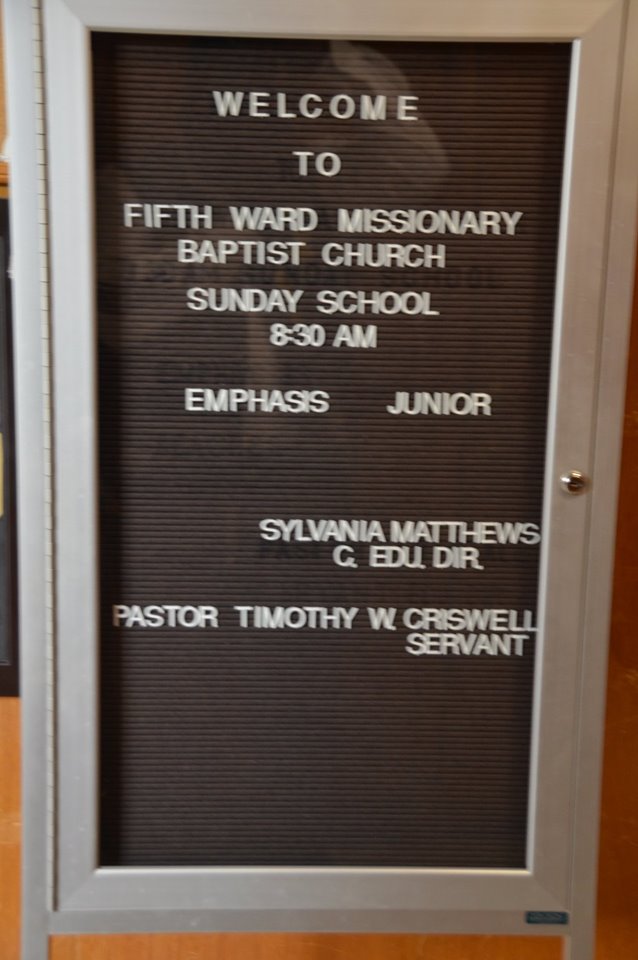 WELCOME
TO
FIFTH WARD MISSIONARY
BAPTIST CHURCH
SUNDAY SCHOOL
8:30 AM
EMPHASIS JUNIOR
SYLVANIA MATTHEWS
C. EDU. DIR.
PASTOR TIMOTHY W. CRISWELL
SERVANT